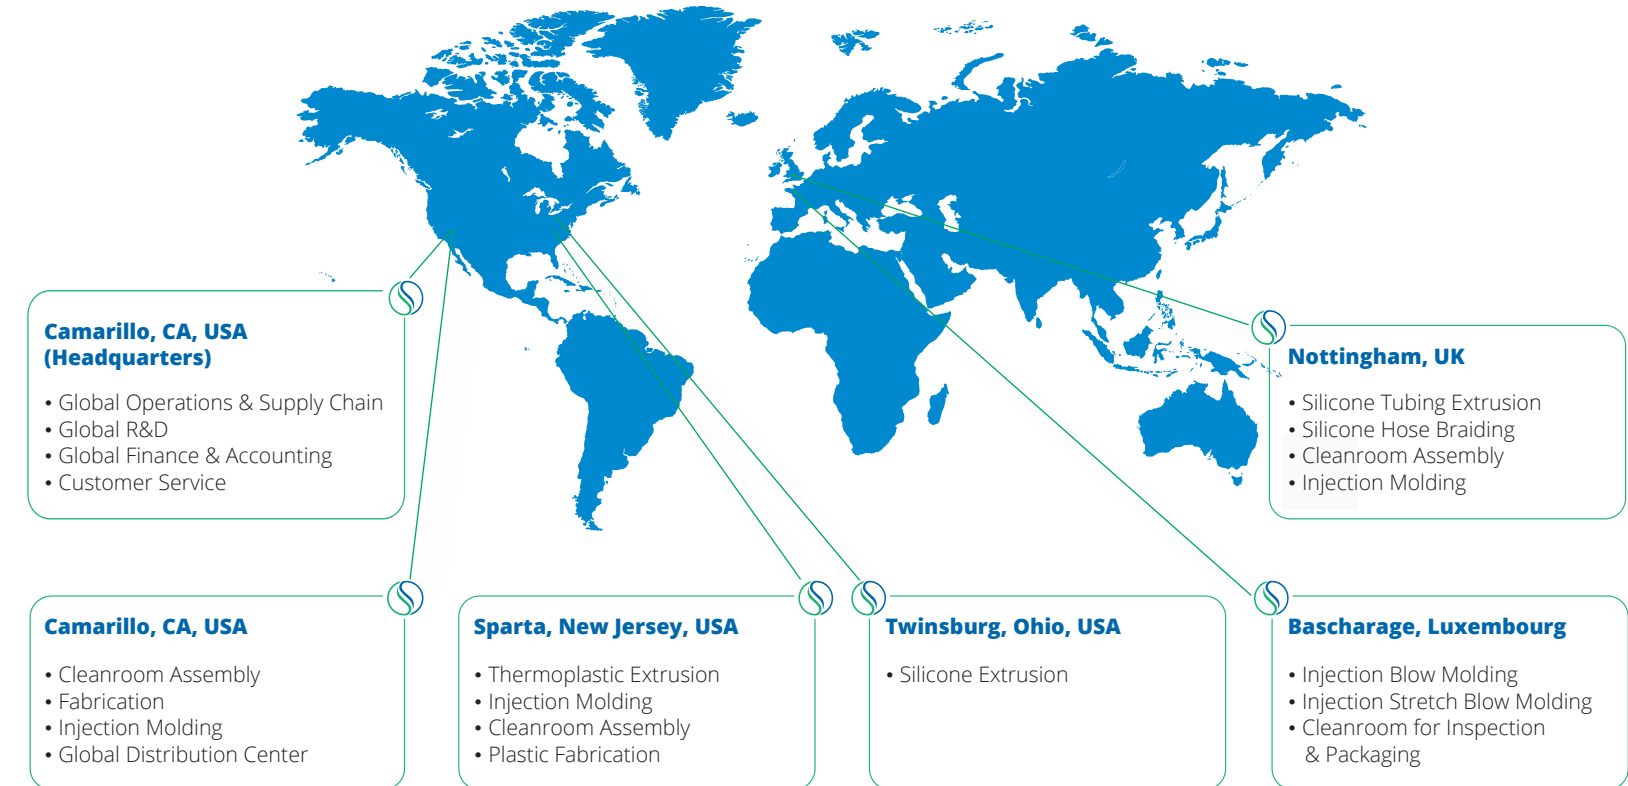 Camarillo, CA, USA
(Headquarters)
• Global Operations & Supply Chain
• Global R&D
• Global Finance & Accounting
• Customer Service
Nottingham, UK
• Silicone Tubing Extrusion
• Silicone Hose Braiding
• Cleanroom Assembly
• Injection Molding
Camarillo, CA, USA
• Cleanroom Assembly
• Fabrication
• Injection Molding
• Global Distribution Center
Sparta, New Jersey, USA
• Thermoplastic Extrusion
• Injection Molding
• Cleanroom Assembly
• Plastic Fabrication
Twinsburg, Ohio, USA
• Silicone Extrusion
Bascharage, Luxembourg
• Injection Blow Molding
• Injection Stretch Blow Molding
• Cleanroom for Inspection
& Packaging